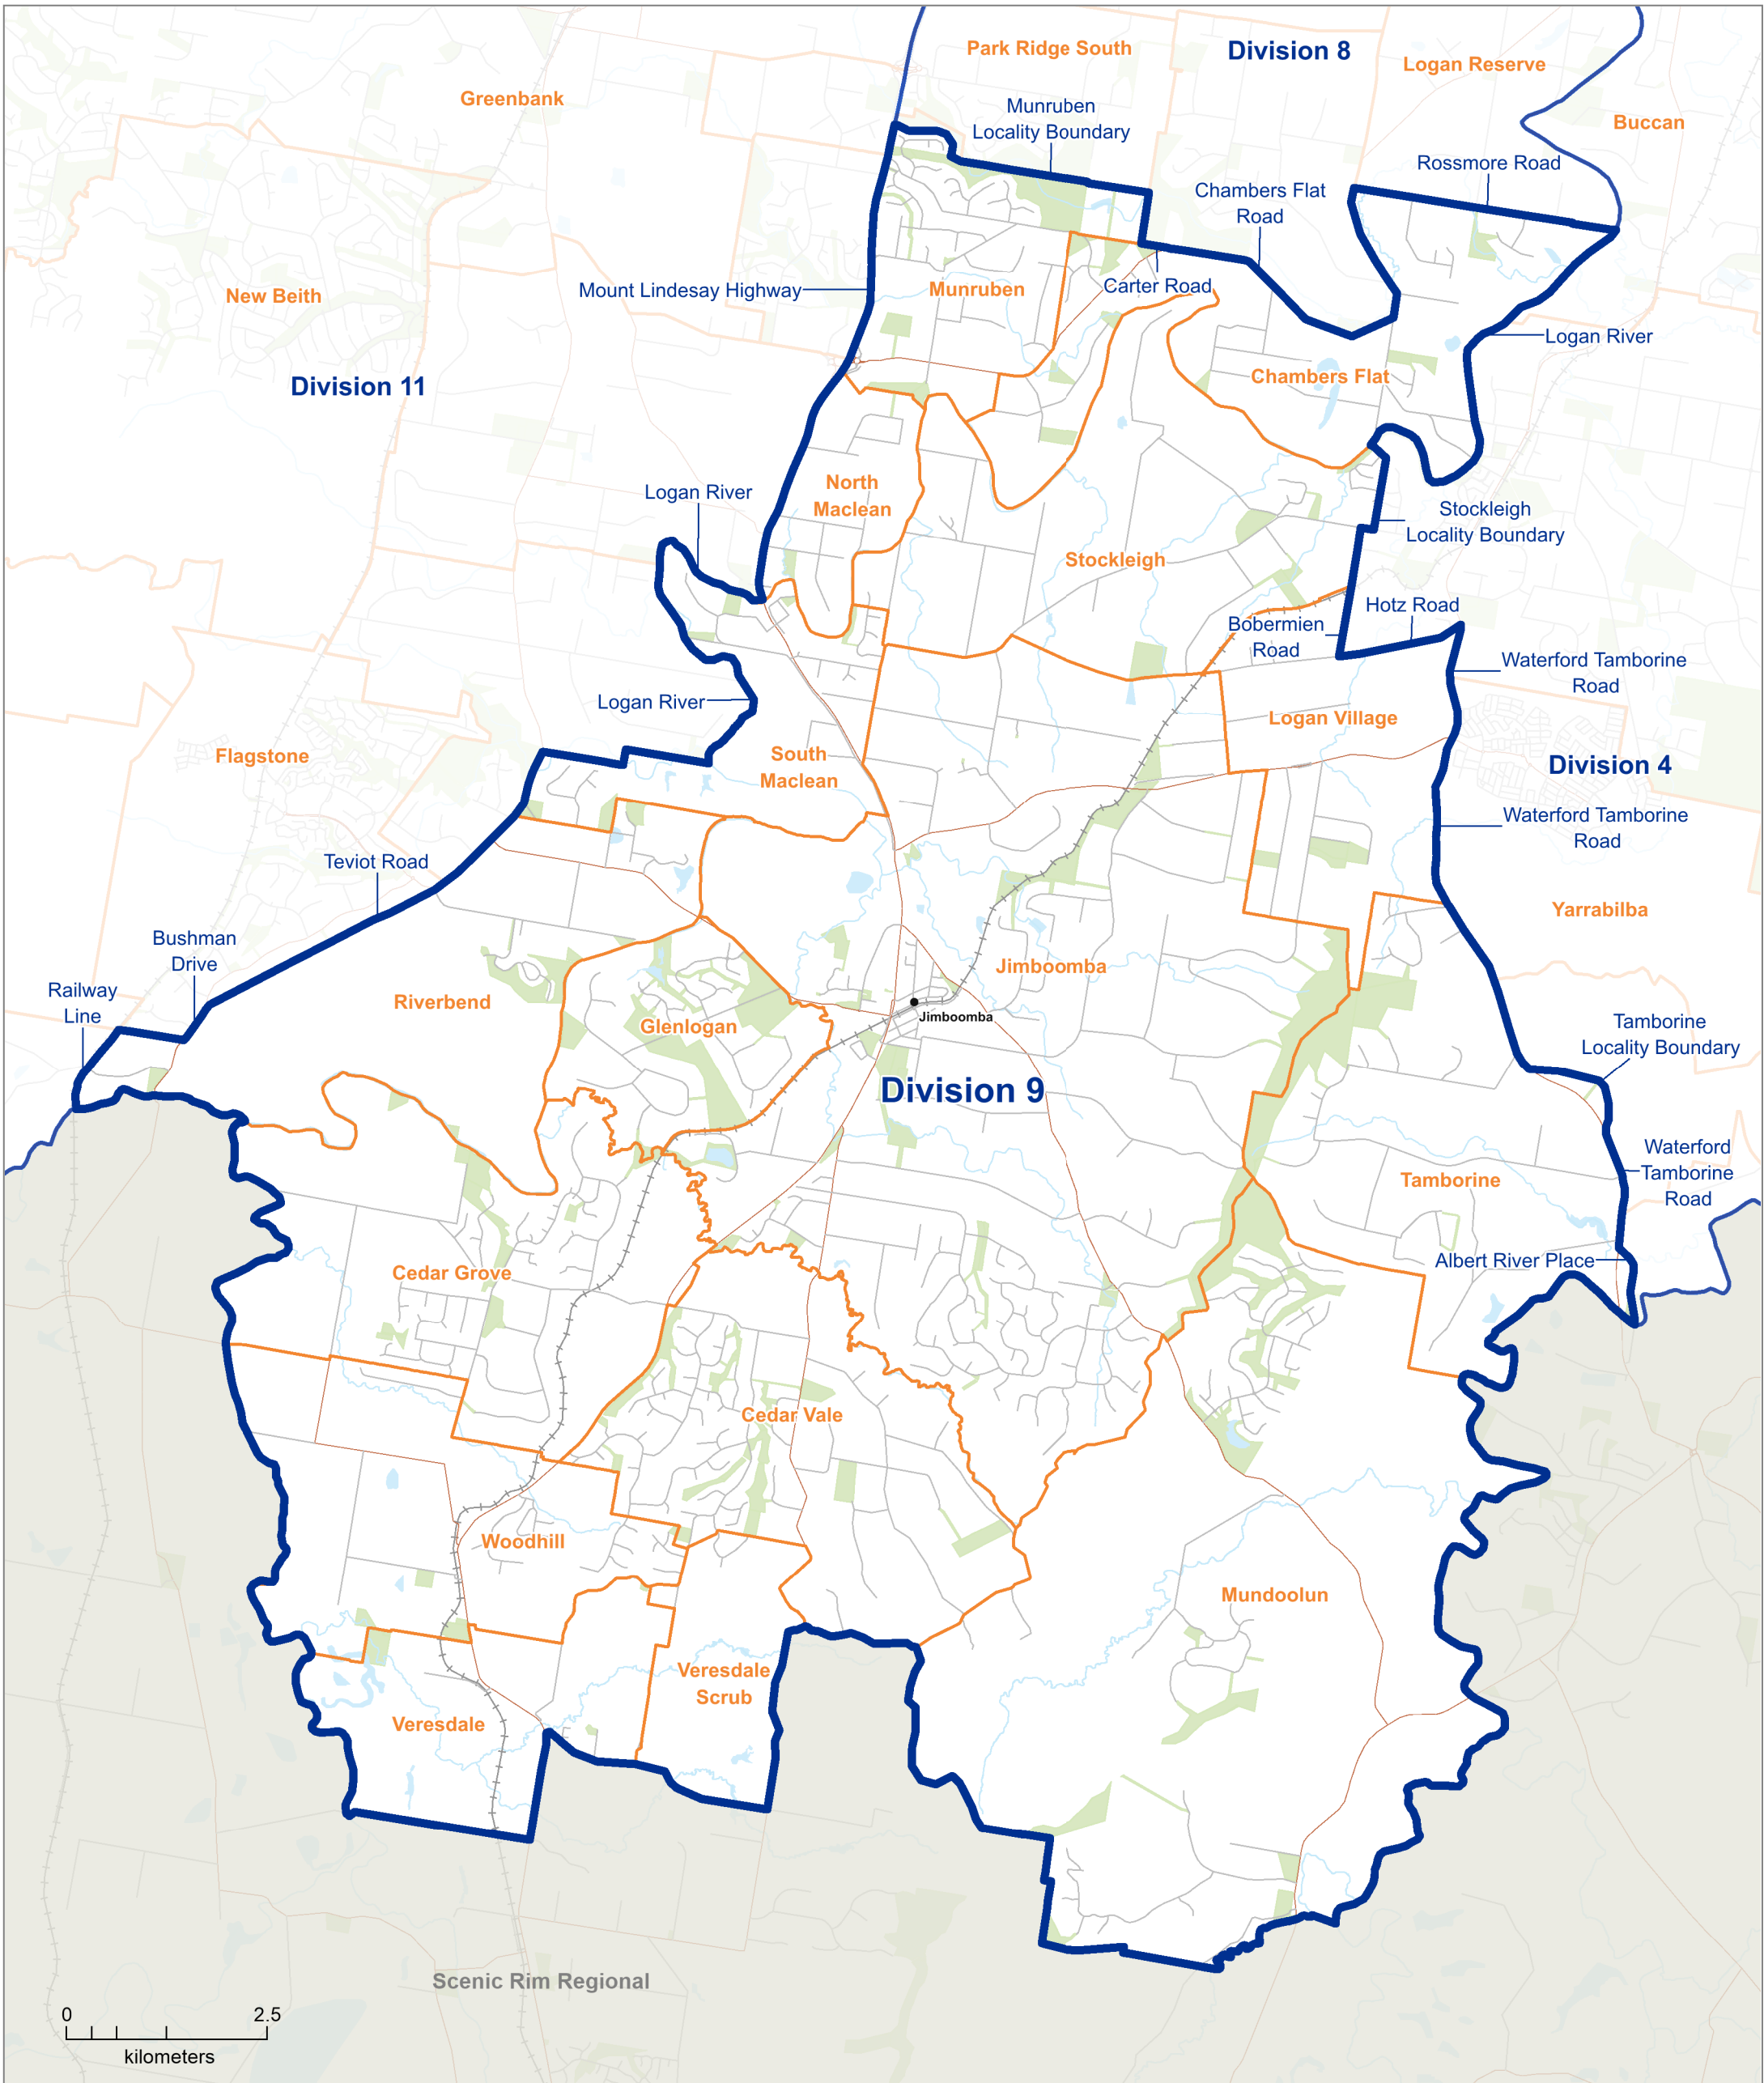 Park Ridge South
Division 8
Logan Reserve
Greenbank
Munruben
Locality Boundary
Buccan
Rossmore Road
Chambers Flat
Road
New Beith
Mount Lindesay Highway
Munruben
Carter Road
Logan River
Division 11
Chambers Flat
North
Maclean
Logan River
Stockleigh
Locality Boundary
Stockleigh
Hotz Road
Bobermien
Road
Waterford Tamborine
Road
Logan River
Logan Village
Flagstone
South
Maclean
Division 4
Waterford Tamborine
Road
Teviot Road
Yarrabilba
Bushman
Drive
Jimboomba
Railway
Line
Riverbend
Glenlogan
Jimboomba
Tamborine
Locality Boundary
Division 9
Waterford
Tamborine
Road
Tamborine
Albert River Place
Cedar Grove
Cedar Vale
Woodhill
Mundoolun
Veresdale
Scrub
Veresdale
Scenic Rim Regional
0 2.5
kilometers